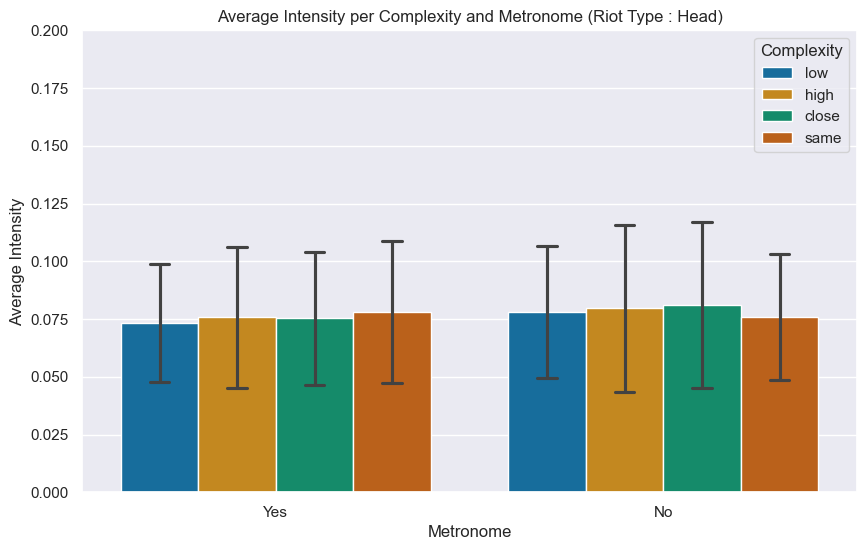 Average Intensity per Complexity and Metronome (Riot Type : Head)
0.200
0.175
0.150
0.125
0.100
0.075
0.050
0.025
0.000
Average Intensity
Complexity
low
high
close
same
Yes
No
Metronome